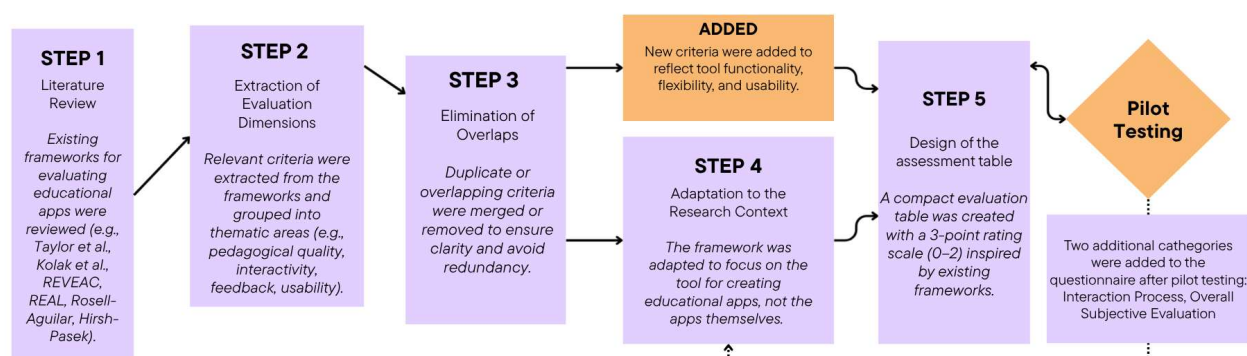 STEP 1
Literature
Review
Existing
frameworks for
evaluating
educational
apps were
reviewed (e.g.,
Taylor et al.,
Kolak et al.,
REVEAC,
REAL, Rosell-
Aguilar, Hirsh-
Pasek).
STEP 2
Extraction of
Evaluation
Dimensions
Relevant criteria were
extracted from the
frameworks and
grouped into
thematic areas (e.g.,
pedagogical quality,
interactivity,
feedback, usability).
STEP 3
Elimination of
Overlaps
Duplicate or
overlapping criteria
were merged or
removed to ensure
clarity and avoid
redundancy.
ADDED
New criteria were added to
reflect tool functionality,
flexibility, and usability.
STEP 4
Adaptation to the
Research Context
The framework was
adapted to focus on the
tool for creating
educational apps, not the
apps themselves.
STEP 5
Design of the
assessment table
A compact evaluation
table was created
with a 3-point rating
scale (0–2) inspired
by existing
frameworks.
Pilot
Testing
Two additional cathegories
were added to the
questionnaire after pilot testing:
Interaction Process, Overall
Subjective Evaluation